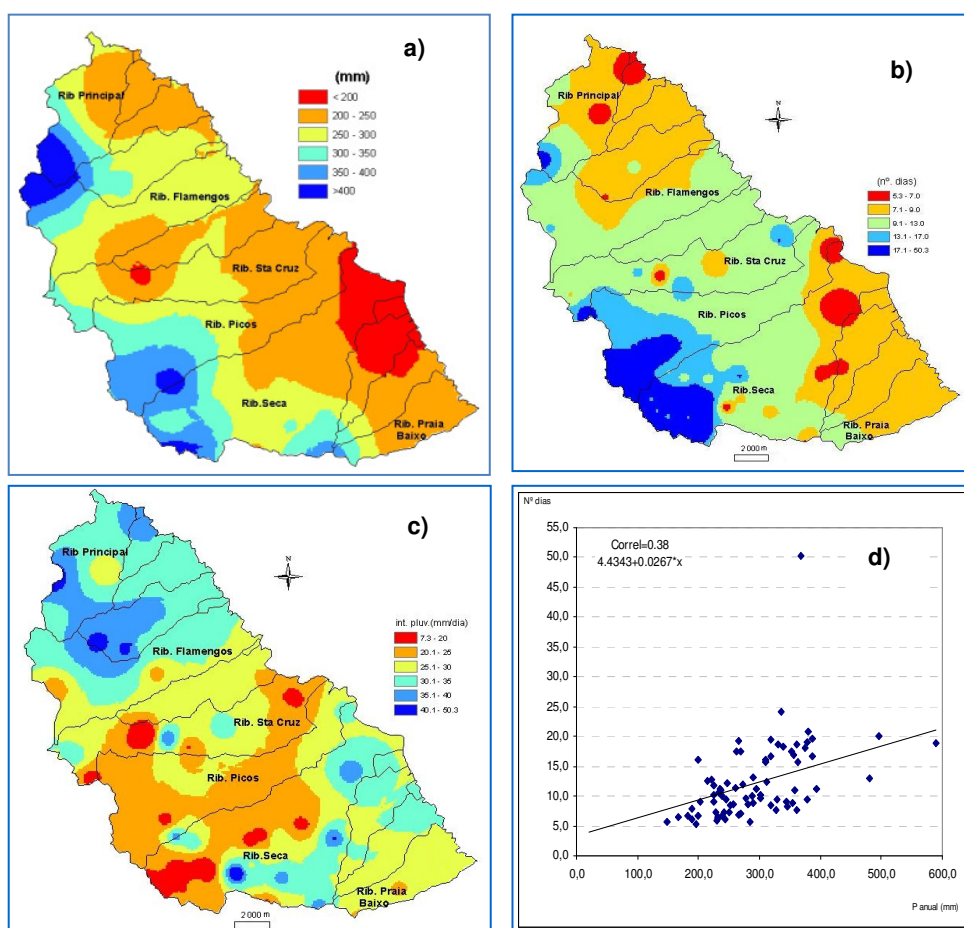 a)
(mm)
< 200
200 - 250
250 - 300
300 - 350
350 - 400
>400
Rib Principal
Rib. Flamengos
Rib. Sta Cruz
Rib. Picos
Rib.Seca
Rib. Praia
Baixo
b)
N
(nº. dias)
5.3 - 7.0
7.1 - 9.0
9.1 - 13.0
13.1 - 17.0
17.1 - 50.3
Rib Principal
Rib. Flamengos
Rib. Sta Cruz
Rib. Picos
Rib.Seca
Rib. Praia
Baixo
2 000 m
c)
N
int. pluv.(mm/dia)
7.3 - 20
20.1 - 25
25.1 - 30
30.1 - 35
35.1 - 40
40.1 - 50.3
Rib Principal
Rib. Flamengos
Rib. Sta Cruz
Rib. Picos
Rib.Seca
Rib. Praia
Baixo
2 000 m
Nº dias
d)
Correl=0.38
4.4343+0.0267*x
55,0
50,0
45,0
40,0
35,0
30,0
25,0
20,0
15,0
10,0
5,0
0,0
0,0 100,0 200,0 300,0 400,0 500,0 600,0
P anual (mm)